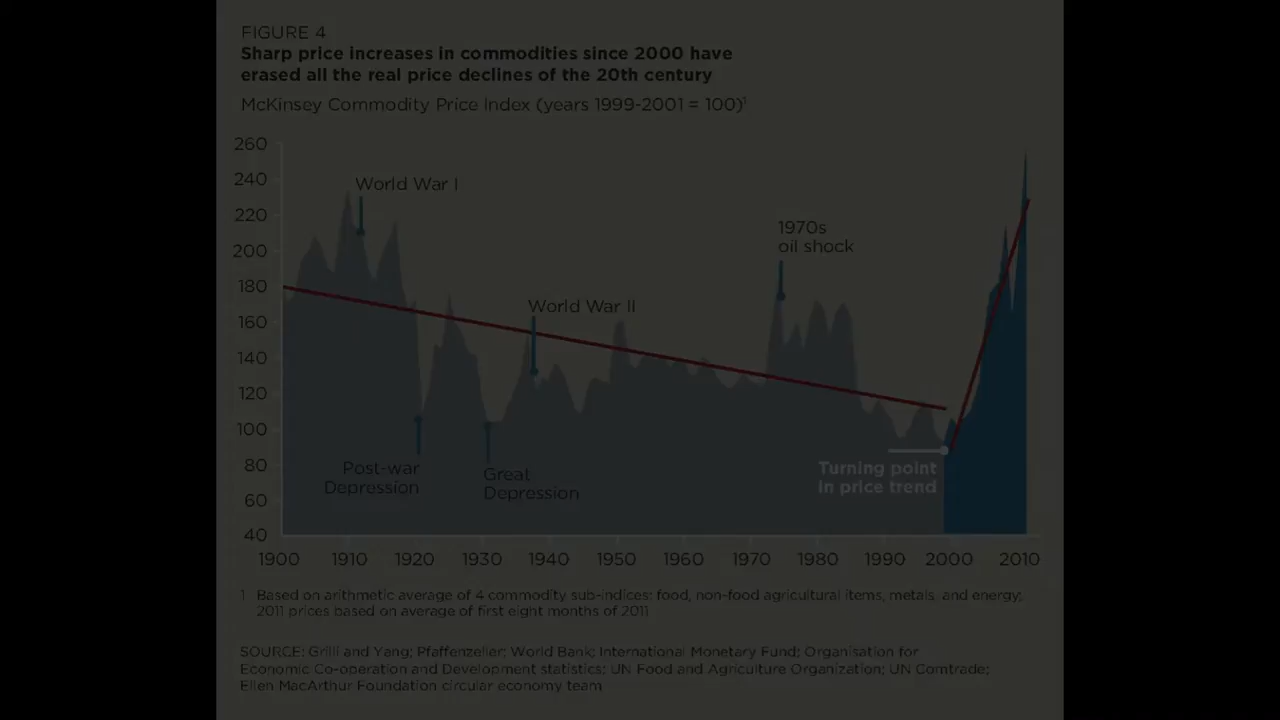 FIGURE 4
Sharp price increases in commodities since 2000 have
erased all the real price declines of the 20th century
McKinsey Commodity Price Index (years 1999-2001 = 100)¹
260
240
220
200
180
160
140
120
100
80
60
40
World War I
1970s
oil shock
World War II
Post-war
Depression
Great
Depression
Turning point
in price trend
1900 1910 1920 1930 1940 1950 1960 1970 1980 1990 2000 2010
1 Based on arithmetic average of 4 commodity sub-indices: food, non-food agricultural items, metals, and energy;
2011 prices based on average of first eight months of 2011
SOURCE: Grilli and Yang; Pfaffenzeller; World Bank; International Monetary Fund; Organisation for
Economic Co-operation and Development statistics; UN Food and Agriculture Organization; UN Comtrade;
Ellen MacArthur Foundation circular economy team